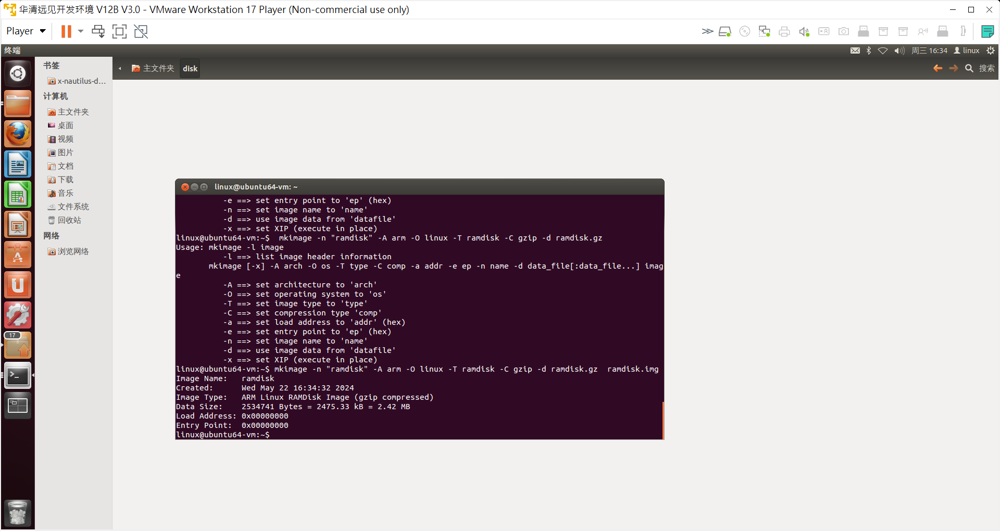 华清远见开发环境 V12B V3.0 - VMware Workstation 17 Player (Non-commercial use only)
Player
终端
周三 16:34
linux
书签
x-nautilus-d...
计算机
主文件夹
桌面
视频
图片
文档
下载
音乐
文件系统
回收站
网络
浏览网络
主文件夹
disk
搜索
17
linux@ubuntu64-vm: ~
-e ==> set entry point to 'ep' (hex)
-n ==> set image name to 'name'
-d ==> use image data from 'datafile'
-x ==> set XIP (execute in place)
linux@ubuntu64-vm:~$  mkimage -n "ramdisk" -A arm -O linux -T ramdisk -C gzip -d ramdisk.gz
Usage: mkimage -l image
-l ==> list image header information
mkimage [-x] -A arch -O os -T type -C comp -a addr -e ep -n name -d data_file[:data_file...] imag
e
-A ==> set architecture to 'arch'
-O ==> set operating system to 'os'
-T ==> set image type to 'type'
-C ==> set compression type 'comp'
-a ==> set load address to 'addr' (hex)
-e ==> set entry point to 'ep' (hex)
-n ==> set image name to 'name'
-d ==> use image data from 'datafile'
-x ==> set XIP (execute in place)
linux@ubuntu64-vm:~$ mkimage -n "ramdisk" -A arm -O linux -T ramdisk -C gzip -d ramdisk.gz  ramdisk.img
Image Name:   ramdisk
Created:      Wed May 22 16:34:32 2024
Image Type:   ARM Linux RAMDisk Image (gzip compressed)
Data Size:    2534741 Bytes = 2475.33 kB = 2.42 MB
Load Address: 0x00000000
Entry Point:  0x00000000
linux@ubuntu64-vm:~$